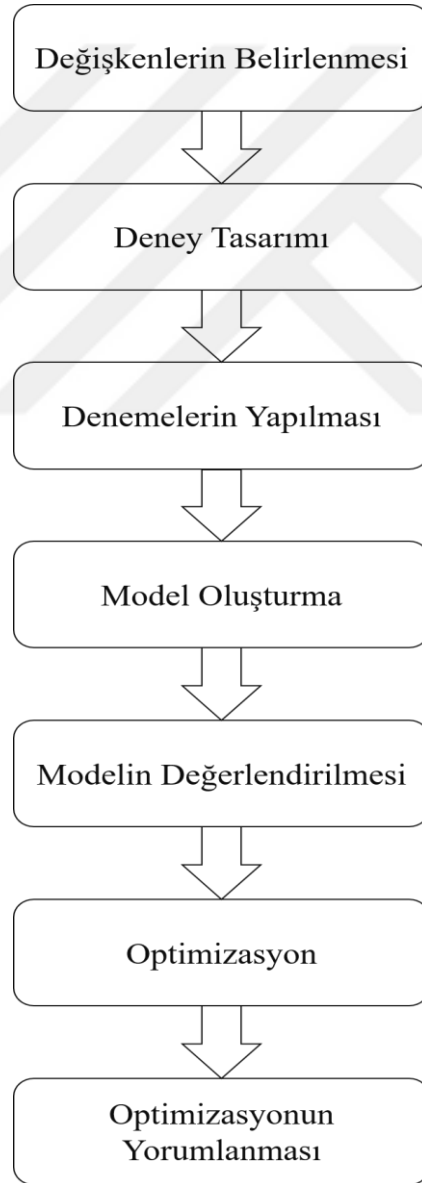 Değişkenlerin Belirlenmesi
Deney Tasarımı
Denemelerin Yapılması
Model Oluşturma
Modelin Değerlendirilmesi
Optimizasyon
Optimizasyonun
Yorumlanması